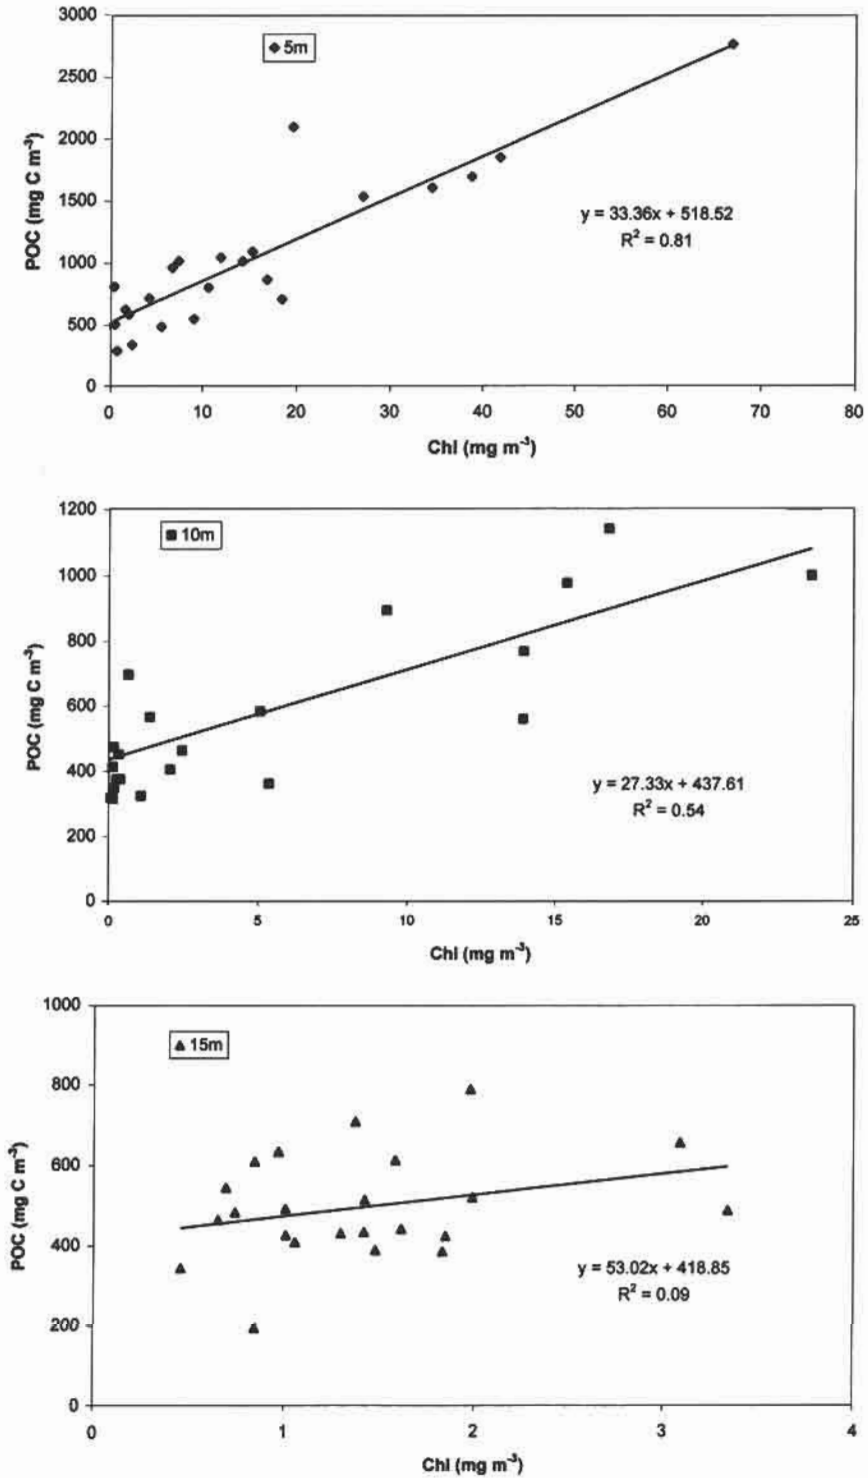 3000
2500
2000
1500
1000
500
0
POC (mg C m⁻³)
5m
y = 33.36x + 518.52
R² = 0.81
0 10 20 30 40 50 60 70 80
Chl (mg m⁻³)
1200
1000
800
600
400
200
0
POC (mg C m⁻³)
10m
y = 27.33x + 437.61
R² = 0.54
0 5 10 15 20 25
Chl (mg m⁻³)
1000
800
600
400
200
0
POC (mg C m⁻³)
15m
y = 53.02x + 418.85
R² = 0.09
0 1 2 3 4
Chl (mg m⁻³)